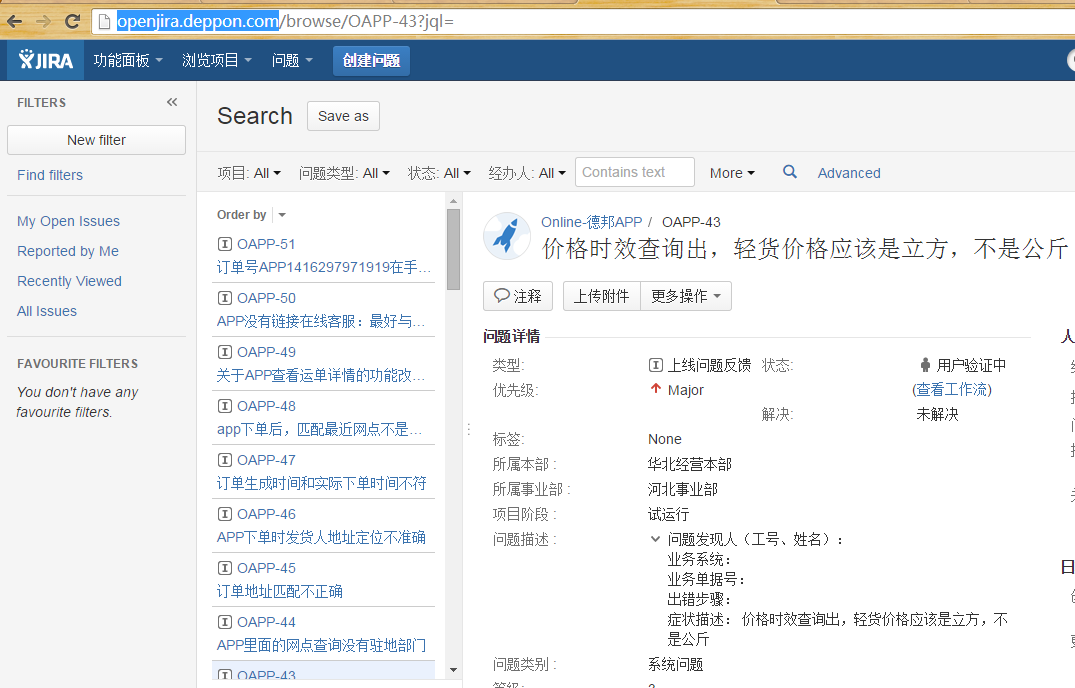 openjira.deppon.com/browse/OAPP-43?jql=
JIRA 功能面板 浏览项目 问题 创建问题
FILTERS
New filter
Find filters
My Open Issues
Reported by Me
Recently Viewed
All Issues
FAVOURITE FILTERS
You don't have any
favourite filters.
Search Save as
项目: All 问题类型: All 状态: All 经办人: All Contains text More Advanced
Order by
OAPP-51
订单号APP1416297971919在手…
OAPP-50
APP没有链接在线客服：最好与…
OAPP-49
关于APP查看运单详情的功能改…
OAPP-48
app下单后，匹配最近网点不是…
OAPP-47
订单生成时间和实际下单时间不符
OAPP-46
APP下单时发货人地址定位不准确
OAPP-45
订单地址匹配不正确
OAPP-44
APP里面的网点查询没有驻地部门
OAPP-43
Online-德邦APP / OAPP-43
价格时效查询出，轻货价格应该是立方，不是公斤
注释 上传附件 更多操作
问题详情
类型: 上线问题反馈 状态: 用户验证中
优先级: Major (查看工作流)
解决: 未解决
标签: None
所属本部： 华北经营本部
所属事业部： 河北事业部
项目阶段： 试运行
问题描述： 问题发现人（工号、姓名）：
业务系统：
业务单据号：
出错步骤：
症状描述： 价格时效查询出，轻货价格应该是立方，不
是公斤
问题类别： 系统问题